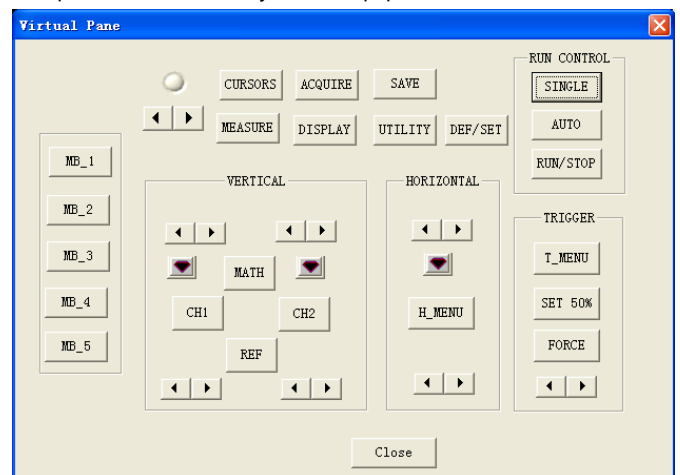 Virtual Pane
RUN CONTROL
CURSORS ACQUIRE SAVE SINGLE
MEASURE DISPLAY UTILITY DEF/SET AUTO
RUN/STOP
MB_1
MB_2
MB_3
MB_4
MB_5
VERTICAL
MATH
CH1 CH2
REF
HORIZONTAL
H_MENU
TRIGGER
T_MENU
SET 50%
FORCE
Close